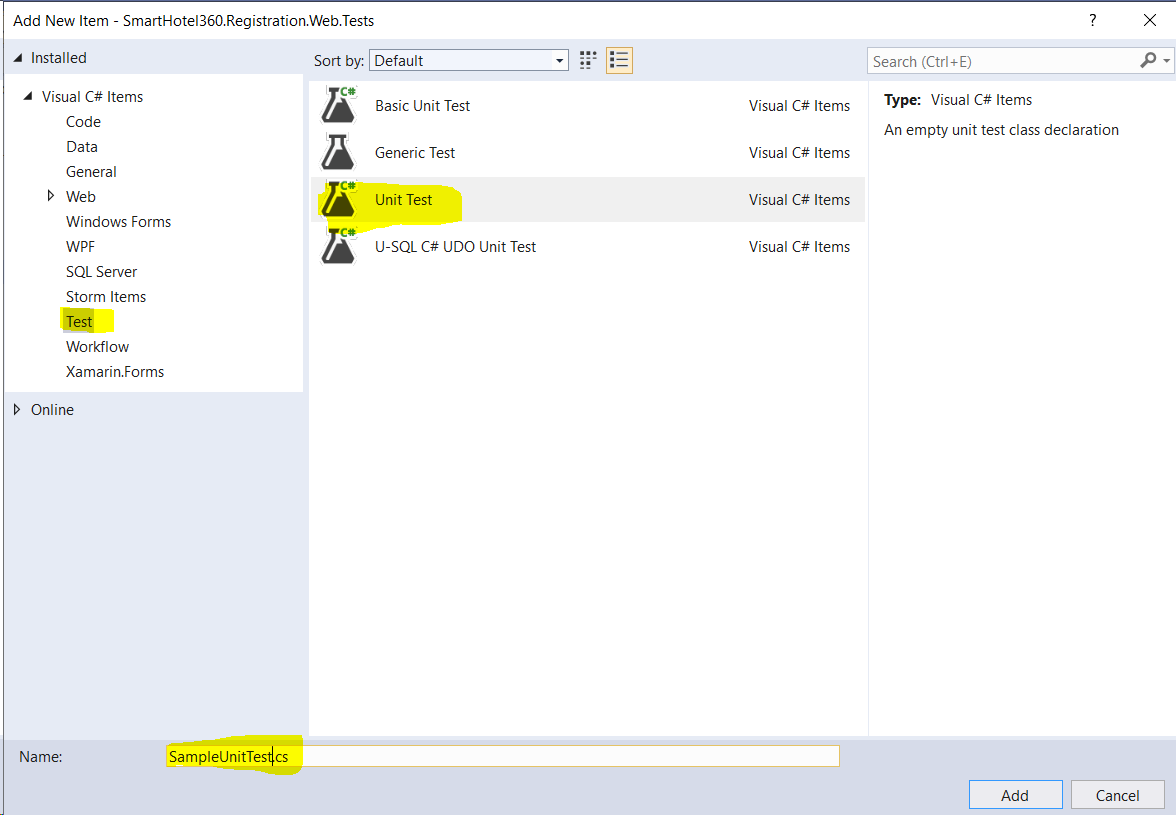 Add New Item - SmartHotel360.Registration.Web.Tests
?
Installed
Sort by: Default
Search (Ctrl+E)
Visual C# Items
Code
Data
General
Web
Windows Forms
WPF
SQL Server
Storm Items
Test
Workflow
Xamarin.Forms
Online
C# Basic Unit Test Visual C# Items
Generic Test Visual C# Items
C# Unit Test Visual C# Items
C# U-SQL C# UDO Unit Test Visual C# Items
Type: Visual C# Items
An empty unit test class declaration
Name: SampleUnitTest.cs
Add Cancel